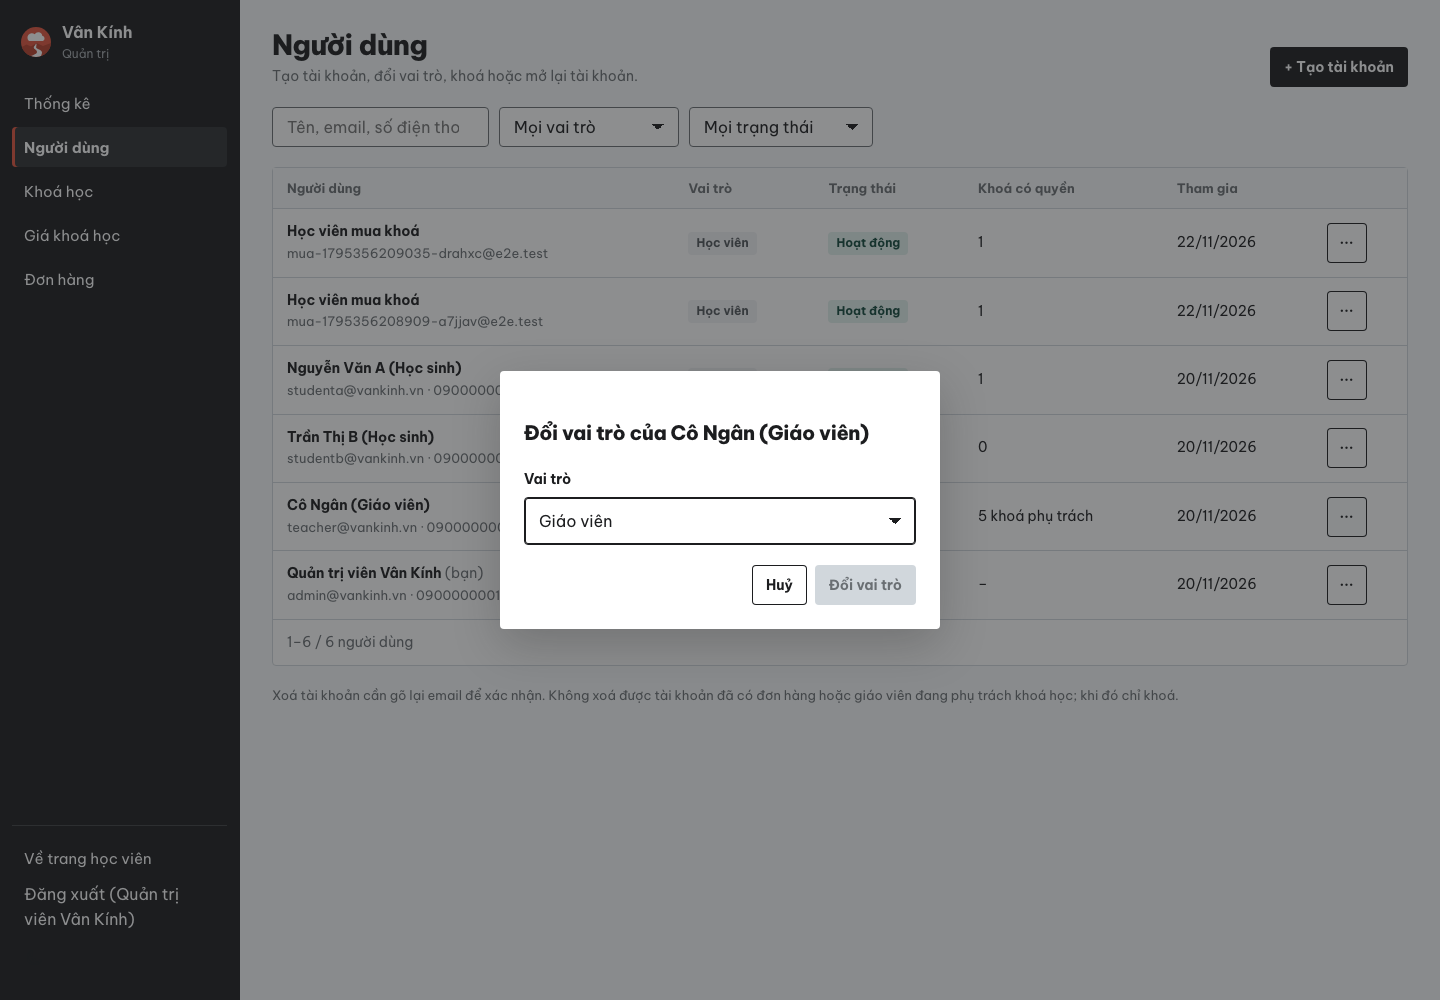 Vân Kính
Quản trị
Thống kê
Người dùng
Khoá học
Giá khoá học
Đơn hàng
Về trang học viên
Đăng xuất (Quản trị
viên Vân Kính)
Người dùng
Tạo tài khoản, đổi vai trò, khoá hoặc mở lại tài khoản.
+ Tạo tài khoản
Tên, email, số điện tho
Mọi vai trò
Mọi trạng thái
Người dùng Vai trò Trạng thái Khoá có quyền Tham gia
Học viên mua khoá
mua-1795356209035-drahxc@e2e.test
Học viên Hoạt động 1 22/11/2026 ···
Học viên mua khoá
mua-1795356208909-a7jjav@e2e.test
Học viên Hoạt động 1 22/11/2026 ···
Nguyễn Văn A (Học sinh)
studenta@vankinh.vn · 09000000
1 20/11/2026 ···
Trần Thị B (Học sinh)
studentb@vankinh.vn · 09000000
0 20/11/2026 ···
Cô Ngân (Giáo viên)
teacher@vankinh.vn · 090000000
5 khoá phụ trách 20/11/2026 ···
Quản trị viên Vân Kính (bạn)
admin@vankinh.vn · 0900000001
– 20/11/2026 ···
1–6 / 6 người dùng
Xoá tài khoản cần gõ lại email để xác nhận. Không xoá được tài khoản đã có đơn hàng hoặc giáo viên đang phụ trách khoá học; khi đó chỉ khoá.
Đổi vai trò của Cô Ngân (Giáo viên)
Vai trò
Giáo viên
Huỷ
Đổi vai trò